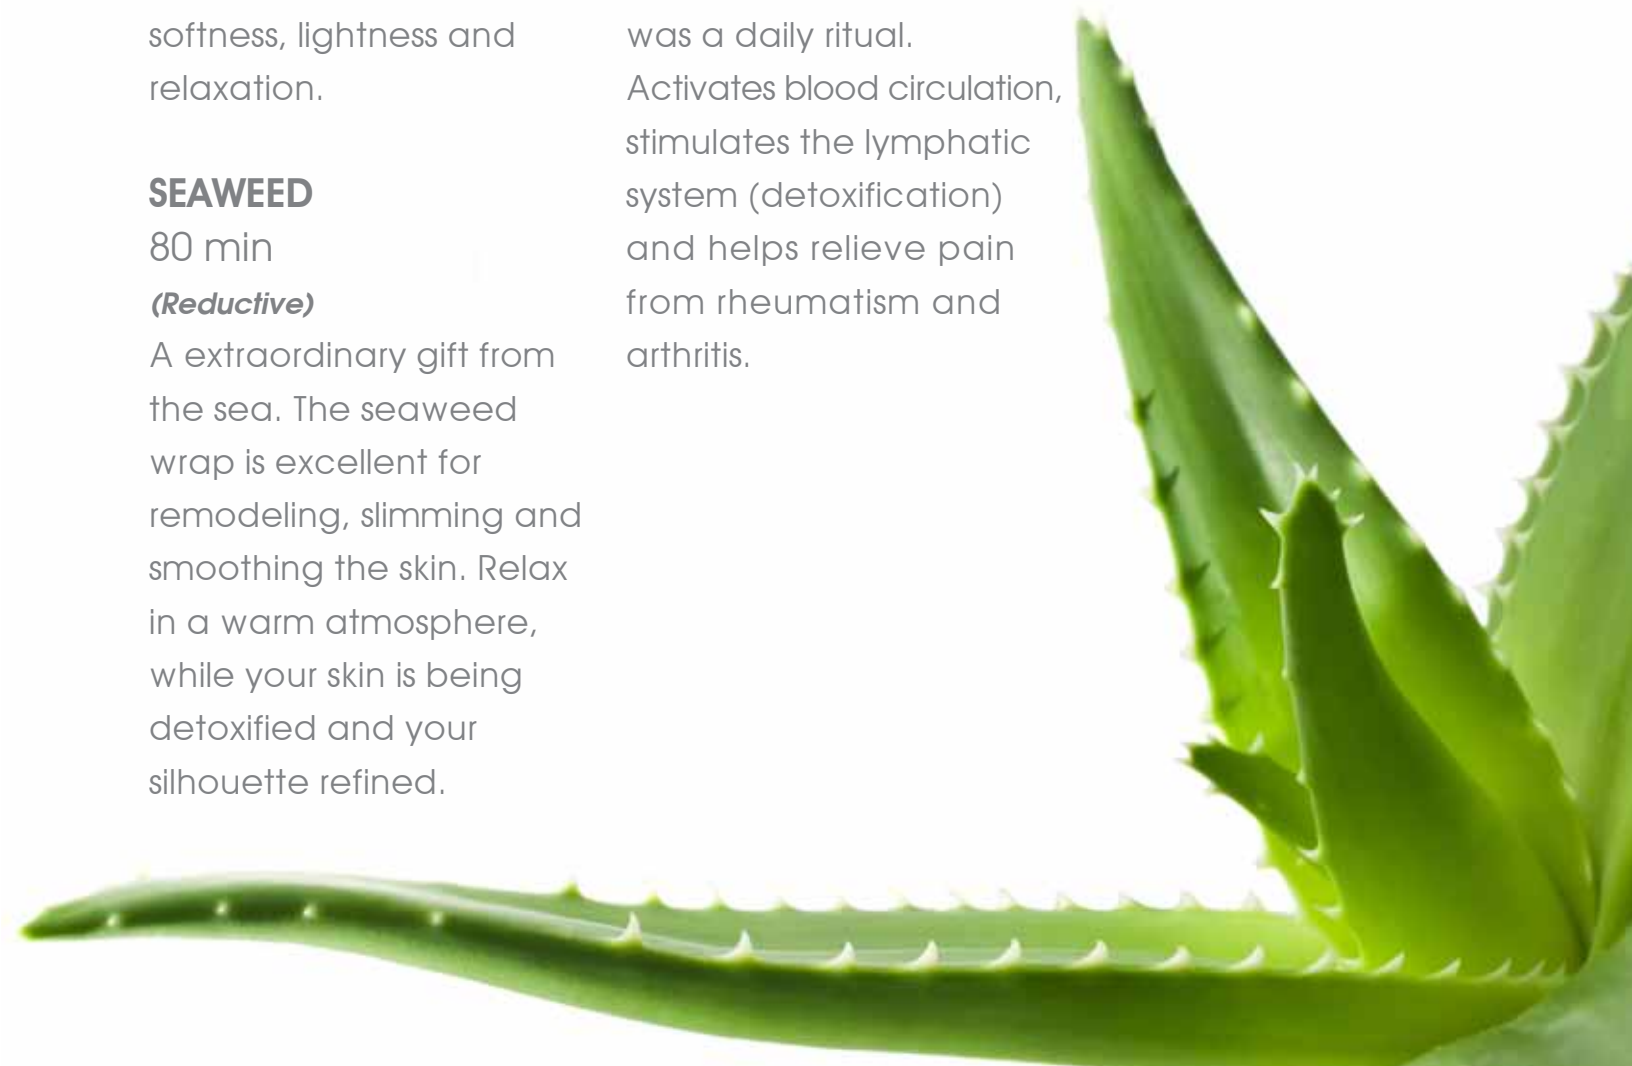 softness, lightness and
relaxation.
SEAWEED
80 min
(Reductive)
A extraordinary gift from
the sea. The seaweed
wrap is excellent for
remodeling, slimming and
smoothing the skin. Relax
in a warm atmosphere,
while your skin is being
detoxified and your
silhouette refined.
was a daily ritual.
Activates blood circulation,
stimulates the lymphatic
system (detoxification)
and helps relieve pain
from rheumatism and
arthritis.